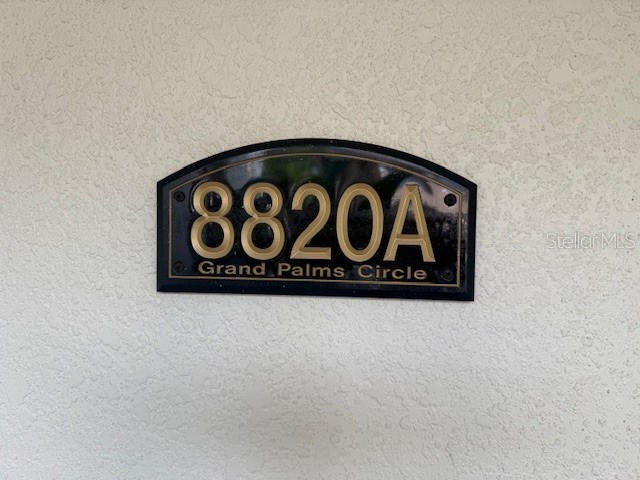 8820A
Grand Palms Circle
StellarMLS